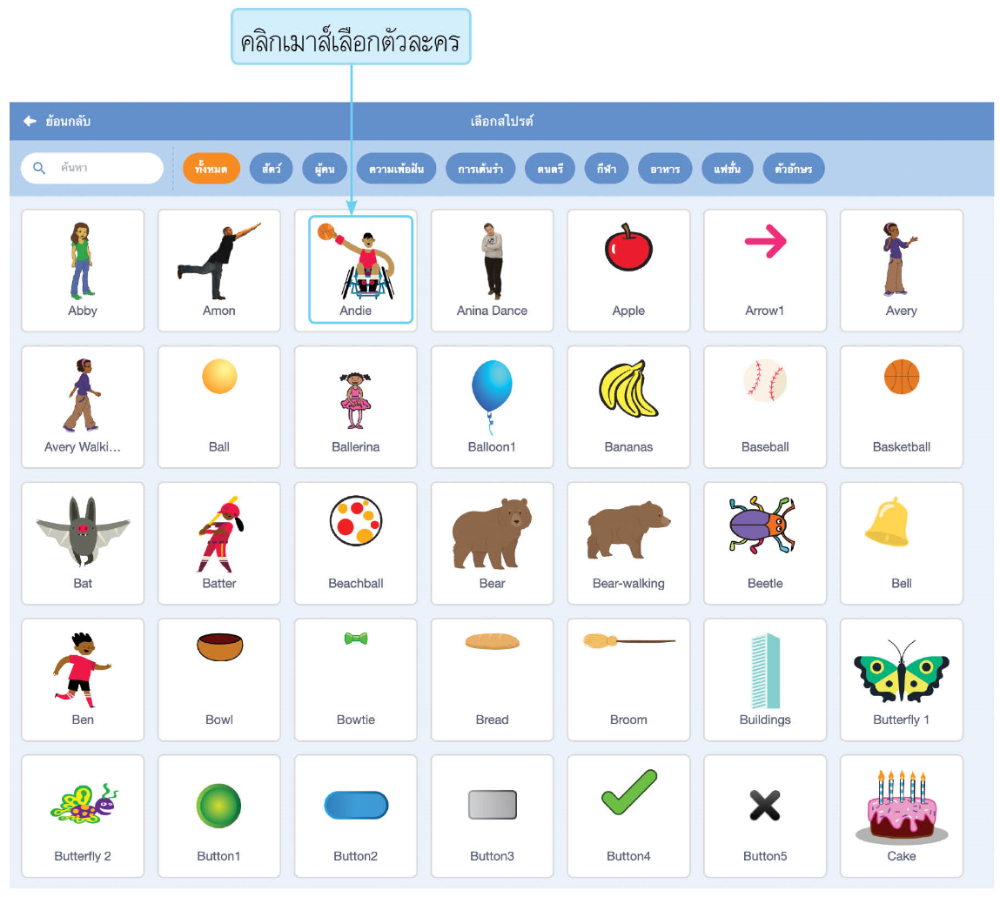 คลิกเมาส์เลือกตัวละคร
ย้อนกลับ เลือกสไปรต์
ค้นหา ทั้งหมด สัตว์ ผู้คน ความเพ้อฝัน การเต้นรำ ดนตรี กีฬา อาหาร แฟชั่น ตัวอักษร
Abby Amon Andie Anina Dance Apple Arrow1 Avery
Avery Walki... Ball Ballerina Balloon1 Bananas Baseball Basketball
Bat Batter Beachball Bear Bear-walking Beetle Bell
Ben Bowl Bowtie Bread Broom Buildings Butterfly 1
Butterfly 2 Button1 Button2 Button3 Button4 Button5 Cake